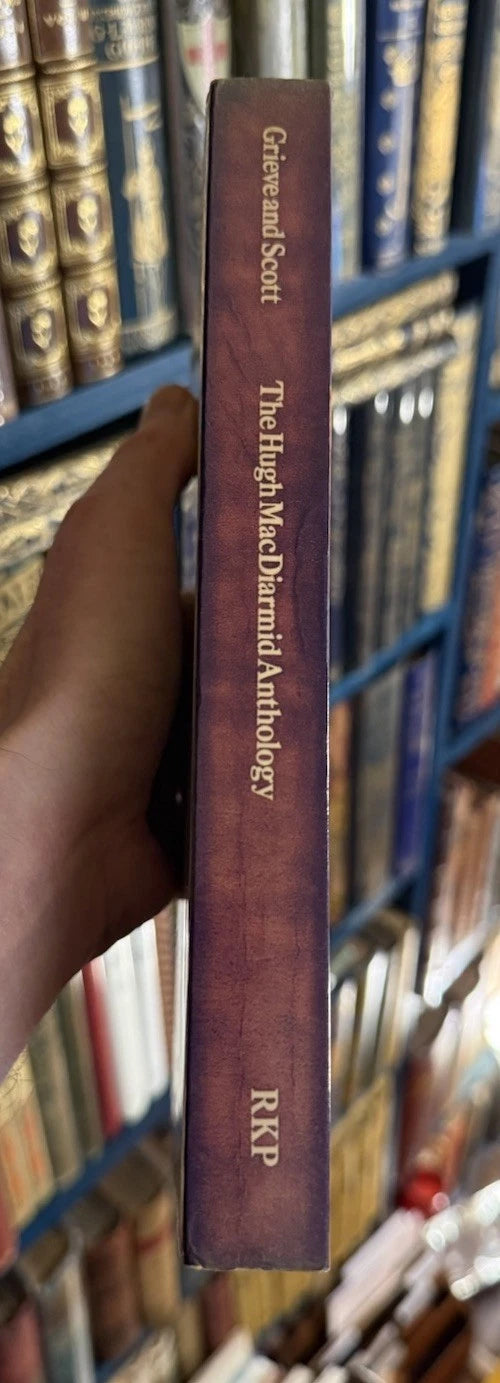 Grieve and Scott
The Hugh MacDiarmid Anthology
RKP